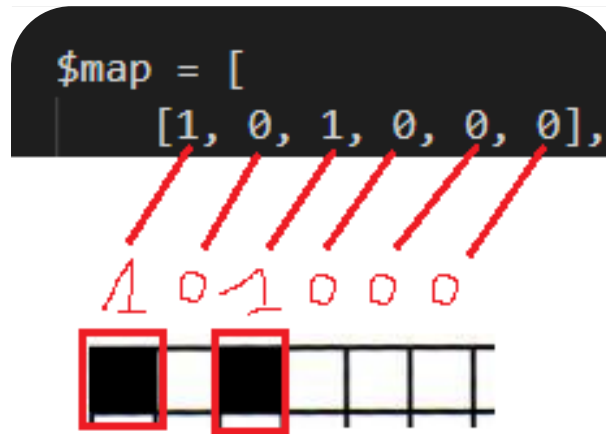 $map = [
[1, 0, 1, 0, 0, 0],
1 0 1 0 0 0